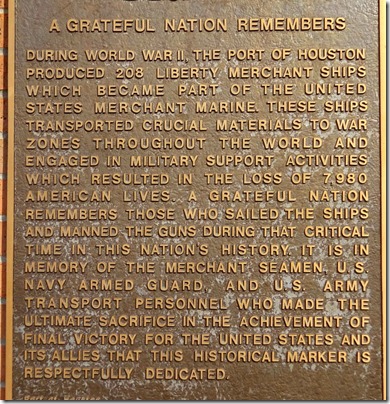 A GRATEFUL NATION REMEMBERS
DURING WORLD WAR II, THE PORT OF HOUSTON
PRODUCED 208 LIBERTY MERCHANT SHIPS
WHICH BECAME PART OF THE UNITED
STATES MERCHANT MARINE. THESE SHIPS
TRANSPORTED CRUCIAL MATERIALS TO WAR
ZONES THROUGHOUT THE WORLD AND
ENGAGED IN MILITARY SUPPORT ACTIVITIES
WHICH RESULTED IN THE LOSS OF 7,980
AMERICAN LIVES. A GRATEFUL NATION
REMEMBERS THOSE WHO SAILED THE SHIPS
AND MANNED THE GUNS DURING THAT CRITICAL
TIME IN THIS NATION'S HISTORY. IT IS IN
MEMORY OF THE MERCHANT SEAMEN, U.S.
NAVY ARMED GUARD, AND U.S. ARMY
TRANSPORT PERSONNEL WHO MADE THE
ULTIMATE SACRIFICE IN THE ACHIEVEMENT OF
FINAL VICTORY FOR THE UNITED STATES AND
ITS ALLIES THAT THIS HISTORICAL MARKER IS
RESPECTFULLY DEDICATED.
Port of Houston